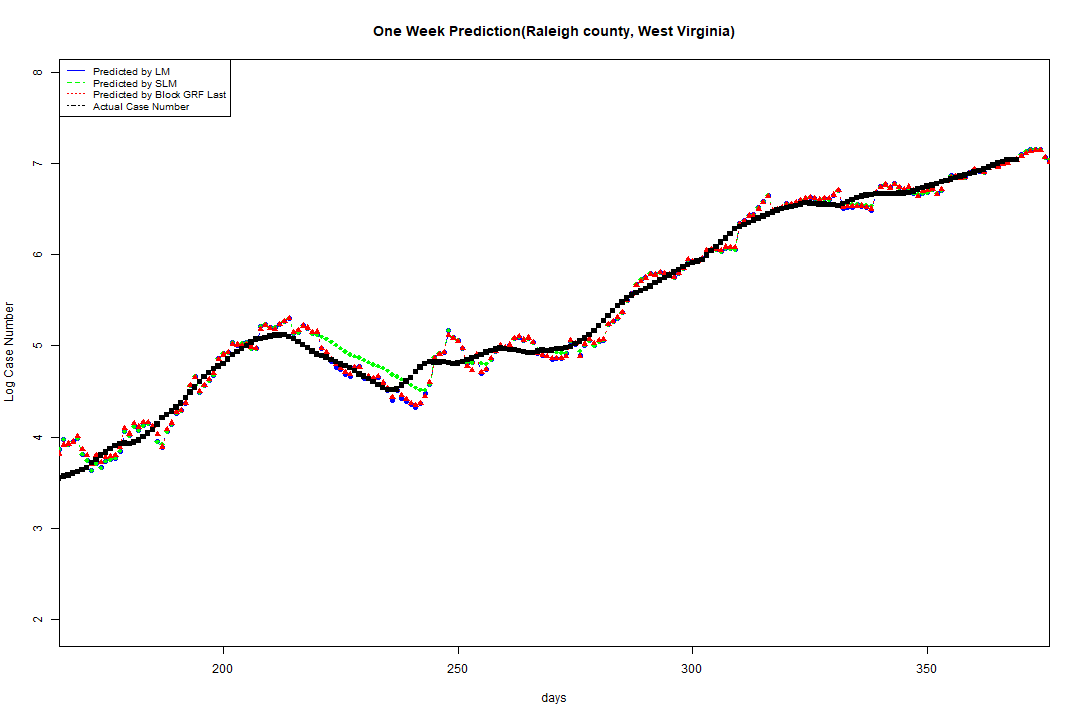 One Week Prediction(Raleigh county, West Virginia)
Predicted by LM
Predicted by SLM
Predicted by Block GRF Last
Actual Case Number
8
7
6
5
4
3
2
Log Case Number
200 250 300 350
days